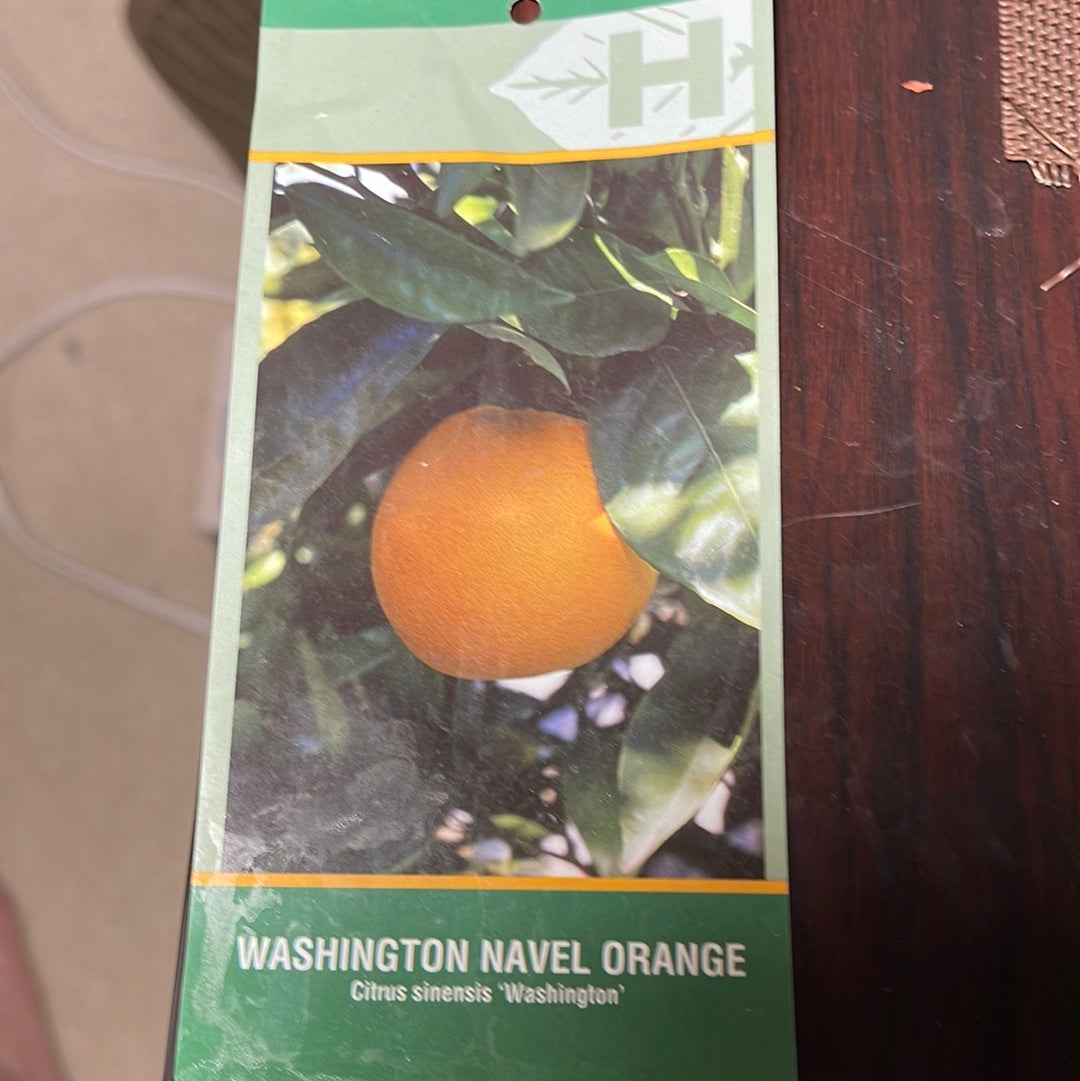 H
WASHINGTON NAVEL ORANGE
Citrus sinensis ‘Washington’